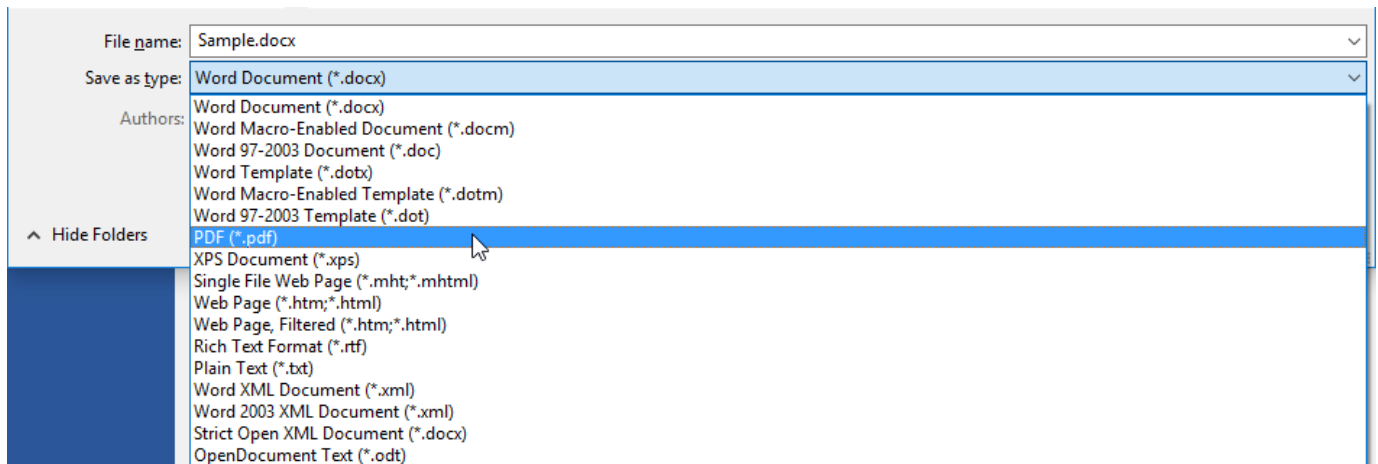 File name: Sample.docx
Save as type: Word Document (*.docx)
Authors:
Word Document (*.docx)
Word Macro-Enabled Document (*.docm)
Word 97-2003 Document (*.doc)
Word Template (*.dotx)
Word Macro-Enabled Template (*.dotm)
Word 97-2003 Template (*.dot)
Hide Folders
PDF (*.pdf)
XPS Document (*.xps)
Single File Web Page (*.mht;*.mhtml)
Web Page (*.htm;*.html)
Web Page, Filtered (*.htm;*.html)
Rich Text Format (*.rtf)
Plain Text (*.txt)
Word XML Document (*.xml)
Word 2003 XML Document (*.xml)
Strict Open XML Document (*.docx)
OpenDocument Text (*.odt)